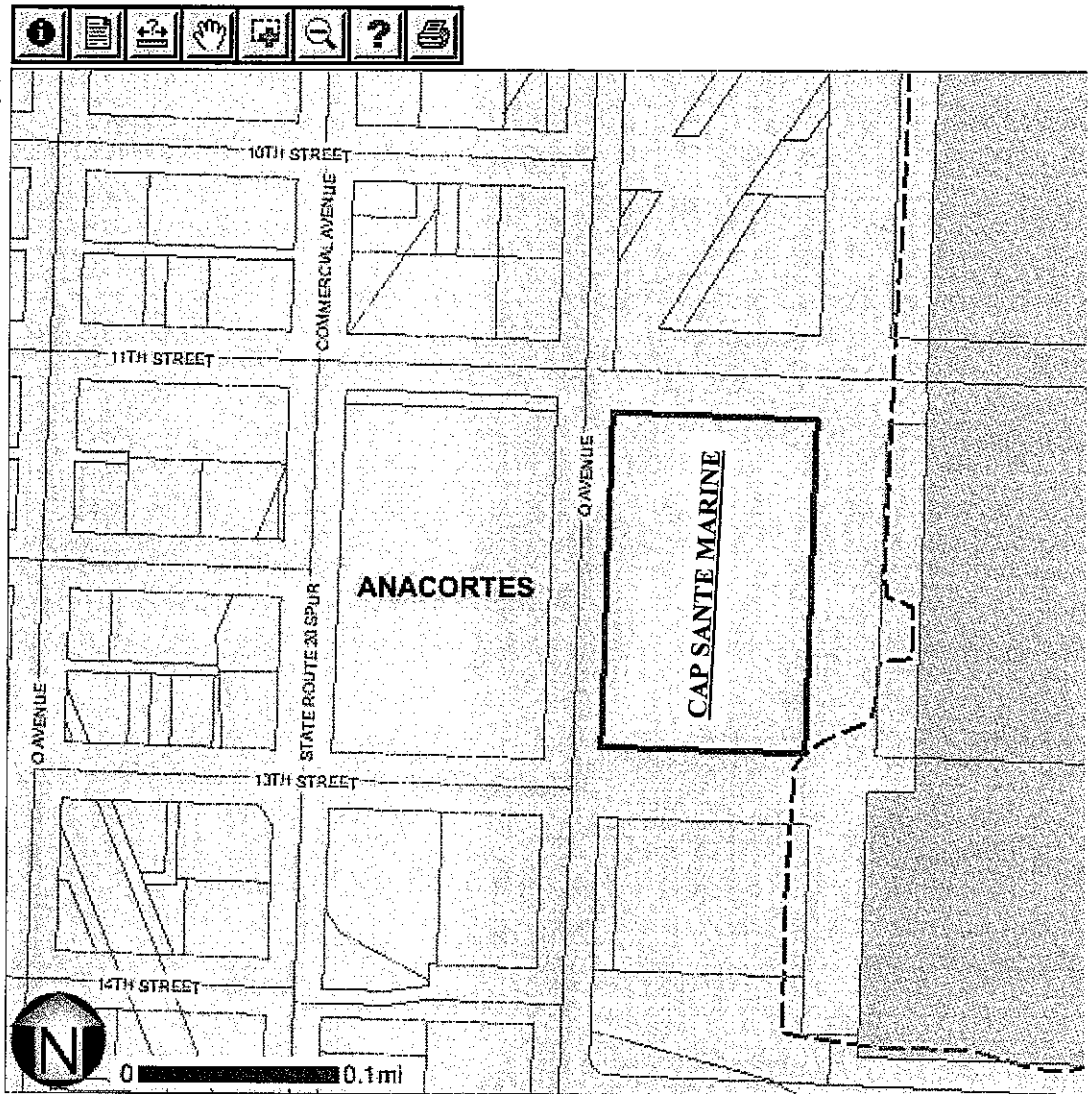 10TH STREET
COMMERCIAL AVENUE
11TH STREET
Q AVENUE
CAP SANTE MARINE
ANACORTES
STATE ROUTE 20 SPUR
O AVENUE
13TH STREET
14TH STREET
N
0 0.1mi